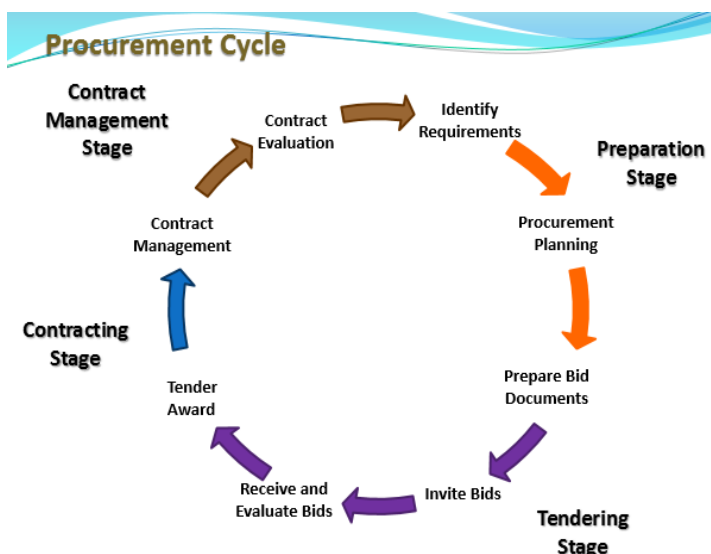 Procurement Cycle
Contract
Management
Stage
Contract
Evaluation
Identify
Requirements
Preparation
Stage
Procurement
Planning
Prepare Bid
Documents
Invite Bids
Tendering
Stage
Receive and
Evaluate Bids
Tender
Award
Contracting
Stage
Contract
Management